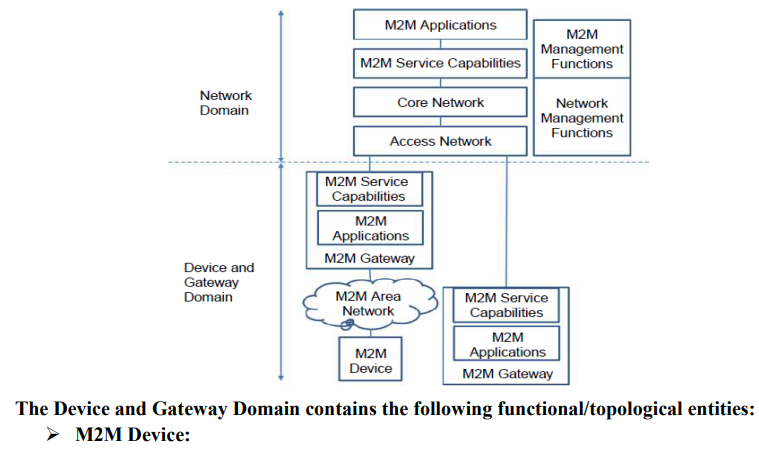 M2M Applications
M2M Service Capabilities
Core Network
Access Network
M2M
Management
Functions
Network
Management
Functions
Network
Domain
M2M Service
Capabilities
M2M
Applications
M2M Gateway
Device and
Gateway
Domain
M2M Area
Network
M2M
Device
M2M Service
Capabilities
M2M
Applications
M2M Gateway
The Device and Gateway Domain contains the following functional/topological entities:
➢ M2M Device: